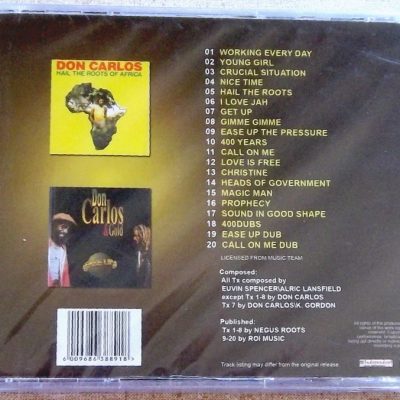 DON CARLOS
HAIL THE ROOTS OF AFRICA
Don
Carlos
& Gold
01 WORKING EVERY DAY
02 YOUNG GIRL
03 CRUCIAL SITUATION
04 NICE TIME
05 HAIL THE ROOTS
06 I LOVE JAH
07 GET UP
08 GIMME GIMME
09 EASE UP THE PRESSURE
10 400 YEARS
11 CALL ON ME
12 LOVE IS FREE
13 CHRISTINE
14 HEADS OF GOVERNMENT
15 MAGIC MAN
16 PROPHECY
17 SOUND IN GOOD SHAPE
18 400DUBS
19 EASE UP DUB
20 CALL ON ME DUB
LICENSED FROM MUSIC TEAM
Composed:
All Tx composed by
EUVIN SPENCER\ALRIC LANSFIELD
except Tx 1-8 by DON CARLOS
Tx 7 by DON CARLOS\K. GORDON
Published:
Tx 1-8 by NEGUS ROOTS
9-20 by ROI MUSIC
Track listing may differ from the original release
6 009686 388918 >